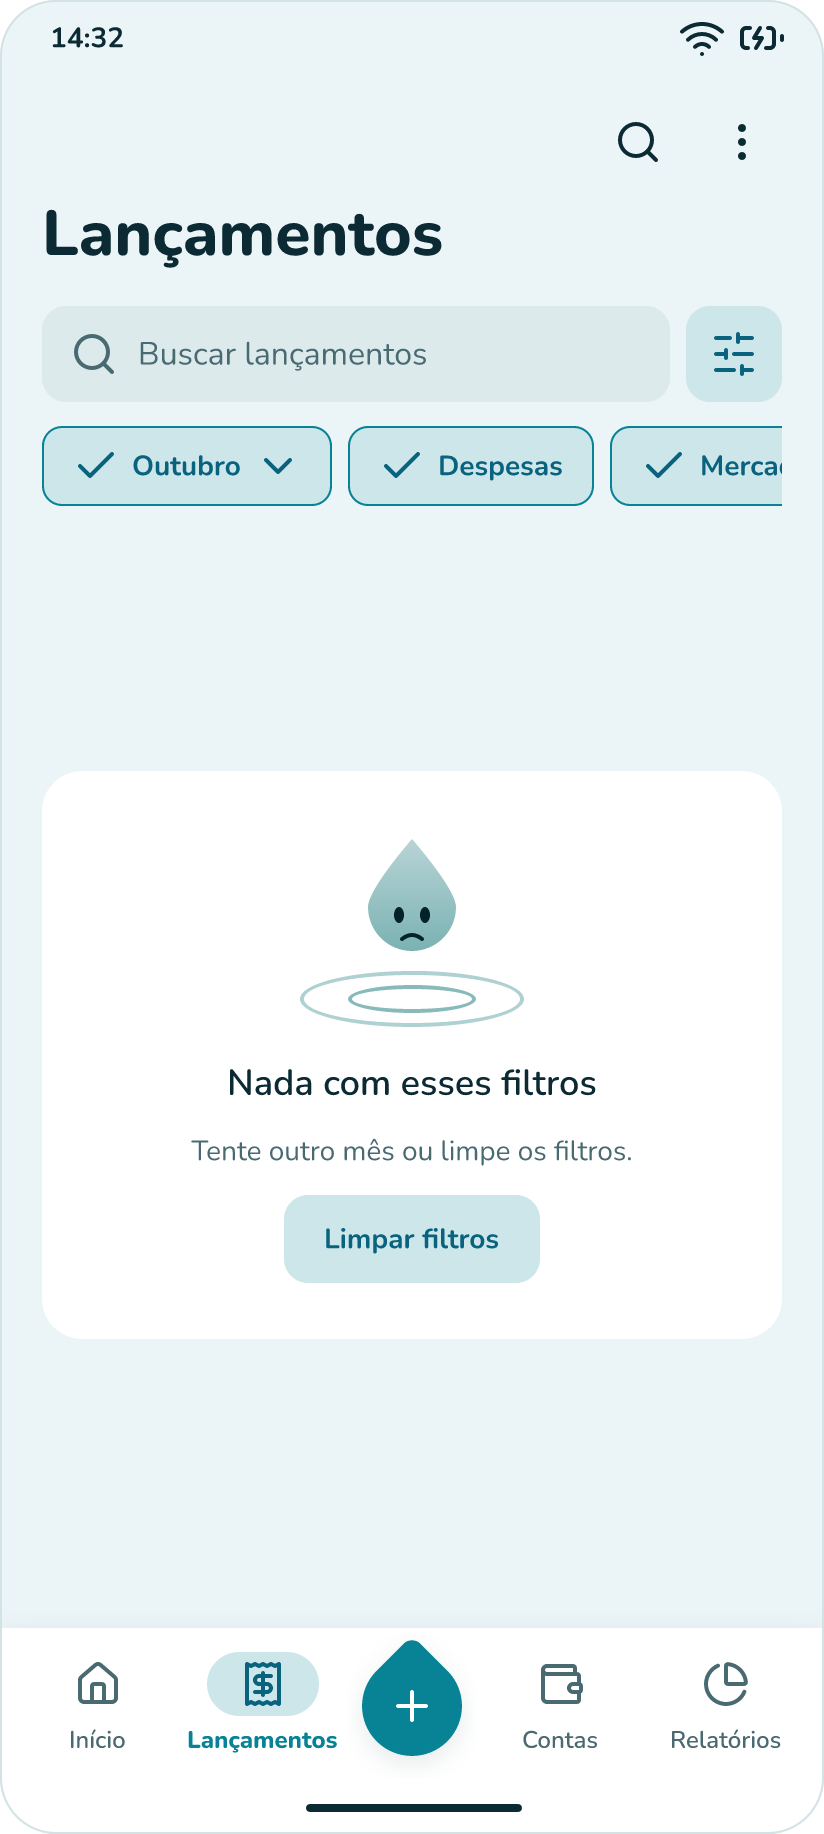 14:32
Lançamentos
Buscar lançamentos
Outubro
Despesas
Nada com esses filtros
Tente outro mês ou limpe os filtros.
Limpar filtros
Início
Lançamentos
Contas
Relatórios